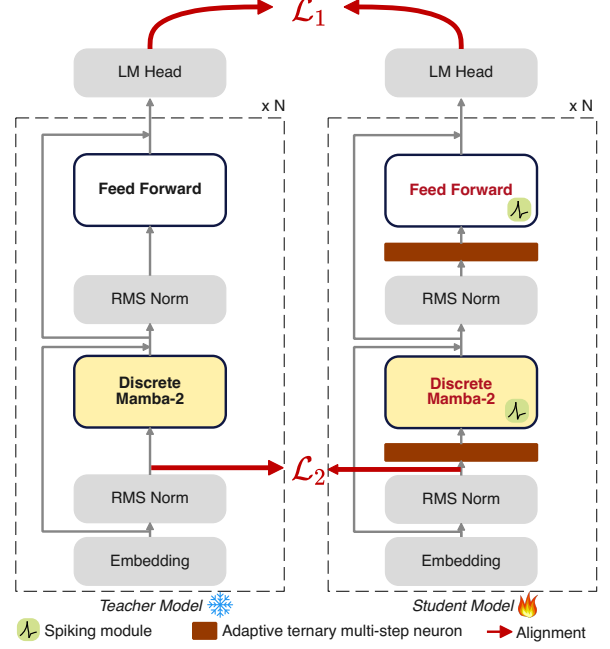 ℒ₁
LM Head
LM Head
x N
x N
Feed Forward
Feed Forward
RMS Norm
RMS Norm
Discrete
Mamba-2
Discrete
Mamba-2
ℒ₂
RMS Norm
RMS Norm
Embedding
Embedding
Teacher Model
Student Model
Spiking module
Adaptive ternary multi-step neuron
Alignment